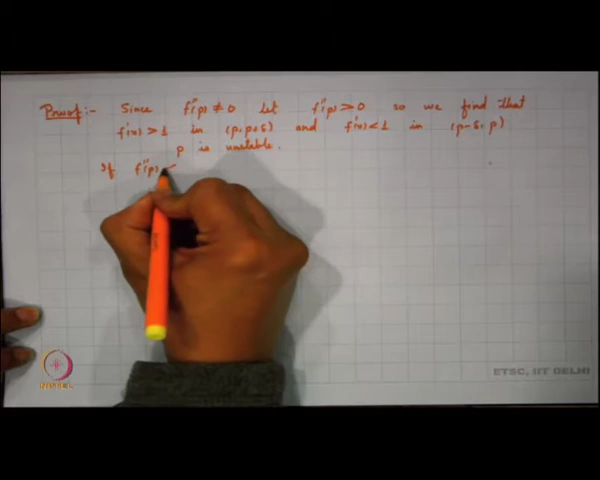 Proof:- Since f''(p) ≠ 0 let f''(p) > 0 so we find that
f'(x) > 1 in (p, p+δ) and f'(x) < 1 in (p-δ, p)
p is unstable.
If f''(p) <
NPTEL
ETSC, IIT DELHI